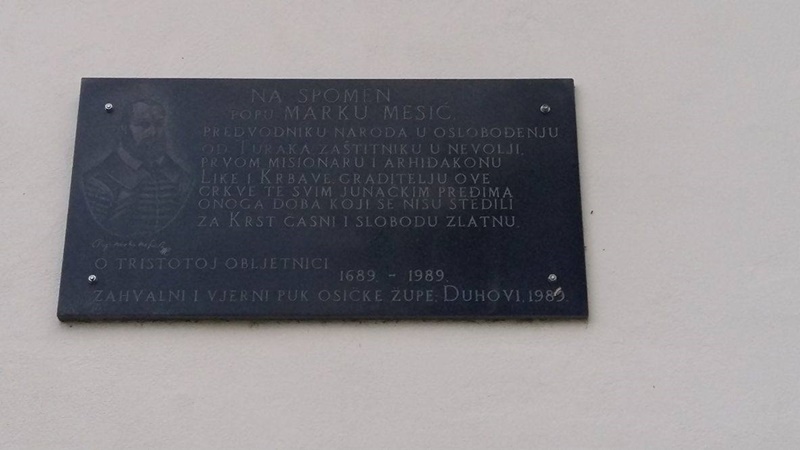 NA SPOMEN
POPU MARKU MESIĆ,
PREDVODNIKU NARODA U OSLOBOĐENJU
OD TURAKA ZAŠTITNIKU U NEVOLJI,
PRVOM MISIONARU I ARHIĐAKONU
LIKE I KRBAVE, GRADITELJU OVE
CRKVE TE SVIM JUNAČKIM PREĐIMA
ONOGA DOBA KOJI SE NISU ŠTEDILI
ZA KRST ČASNI I SLOBODU ZLATNU.
O TRISTOTOJ OBLJETNICI
1689. - 1989.
ZAHVALNI I VJERNI PUK OSIČKE ŽUPE. DUHOVI, 1989.